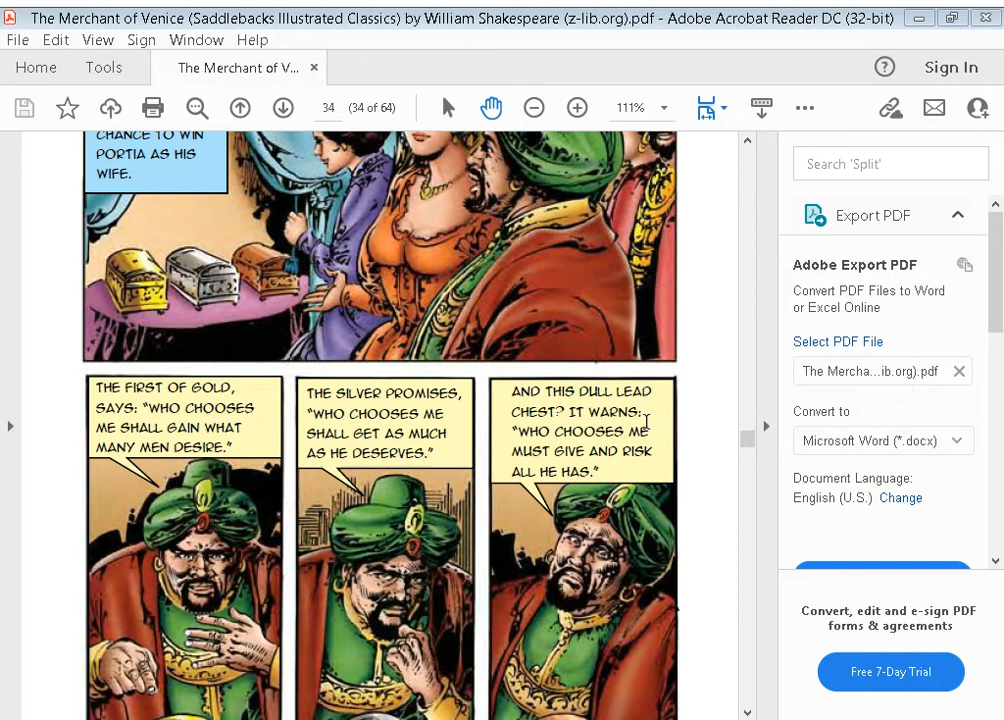 The Merchant of Venice (Saddlebacks Illustrated Classics) by William Shakespeare (z-lib.org).pdf - Adobe Acrobat Reader DC (32-bit)
File Edit View Sign Window Help
Home Tools The Merchant of V... × Sign In
34 (34 of 64) 111%
CHANCE TO WIN
PORTIA AS HIS
WIFE.
THE FIRST OF GOLD,
SAYS: "WHO CHOOSES
ME SHALL GAIN WHAT
MANY MEN DESIRE."
THE SILVER PROMISES,
"WHO CHOOSES ME
SHALL GET AS MUCH
AS HE DESERVES."
AND THIS DULL LEAD
CHEST? IT WARNS:
"WHO CHOOSES ME
MUST GIVE AND RISK
ALL HE HAS."
Search 'Split'
Export PDF
Adobe Export PDF
Convert PDF Files to Word
or Excel Online
Select PDF File
The Mercha...ib.org).pdf
Convert to
Microsoft Word (*.docx)
Document Language:
English (U.S.) Change
Convert, edit and e-sign PDF
forms & agreements
Free 7-Day Trial